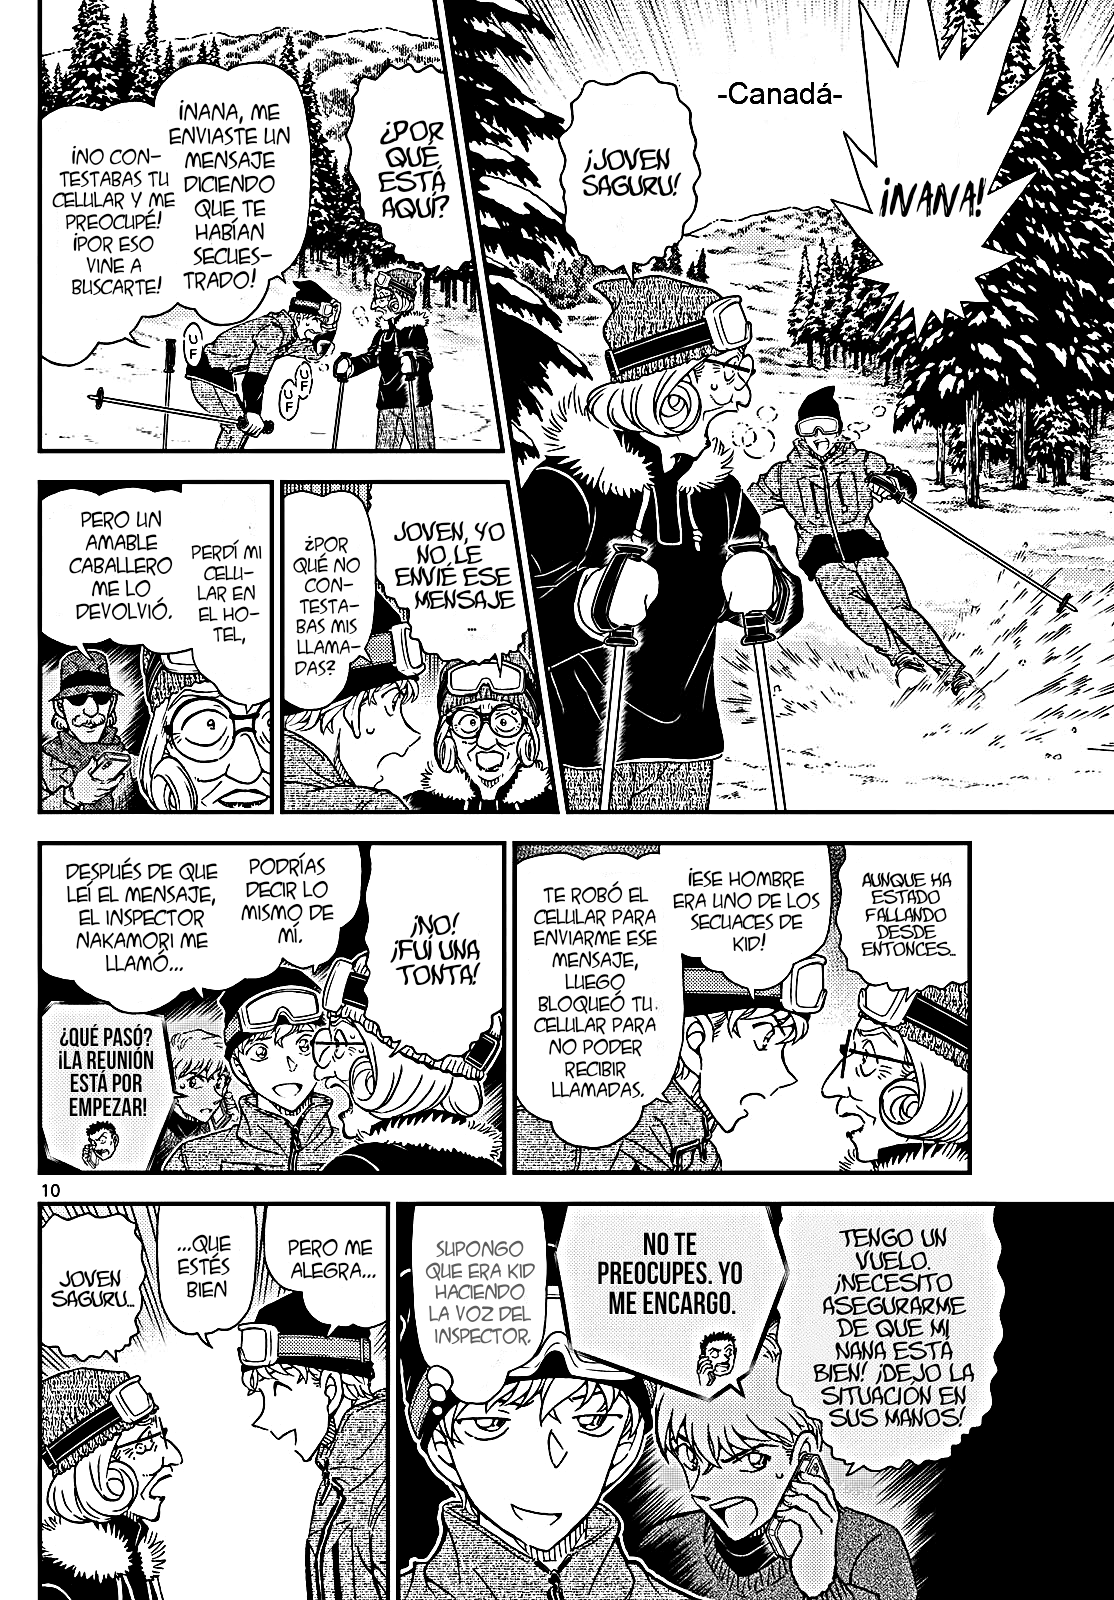 ¡NANA!
-Canadá-
¡JOVEN
SAGURU!
¿POR
QUÉ
ESTÁ
AQUÍ?
¡NANA, ME
ENVIASTE UN
MENSAJE
DICIENDO
QUE TE
HABÍAN
SECUES-
TRADO!
¡NO CON-
TESTABAS TU
CELULAR Y ME
PREOCUPÉ!
¡POR ESO
VINE A
BUSCARTE!
UF
UF
UF
JOVEN, YO
NO LE
ENVIÉ ESE
MENSAJE
...
¿POR
QUÉ NO
CON-
TESTA-
BAS MIS
LLAMA-
DAS?
PERDÍ MI
CELU-
LAR EN
EL HO-
TEL,
PERO UN
AMABLE
CABALLERO
ME LO
DEVOLVIÓ.
AUNQUE HA
ESTADO
FALLANDO
DESDE
ENTONCES...
¡ESE HOMBRE
ERA UNO DE LOS
SECUACES DE
KID!
TE ROBÓ EL
CELULAR PARA
ENVIARME ESE
MENSAJE,
LUEGO
BLOQUEÓ TU
CELULAR PARA
NO PODER
RECIBIR
LLAMADAS.
¡NO!
¡FUÍ UNA
TONTA!
PODRÍAS
DECIR LO
MISMO DE
MÍ.
DESPUÉS DE QUE
LEÍ EL MENSAJE,
EL INSPECTOR
NAKAMORI ME
LLAMÓ...
¿QUÉ PASÓ?
¡LA REUNIÓN
ESTÁ POR
EMPEZAR!
10
TENGO UN
VUELO.
¡NECESITO
ASEGURARME
DE QUE MI
NANA ESTÁ
BIEN! ¡DEJO LA
SITUACIÓN EN
SUS MANOS!
NO TE
PREOCUPES. YO
ME ENCARGO.
SUPONGO
QUE ERA KID
HACIENDO
LA VOZ DEL
INSPECTOR.
PERO ME
ALEGRA...
...QUE
ESTÉS
BIEN
JOVEN
SAGURU...